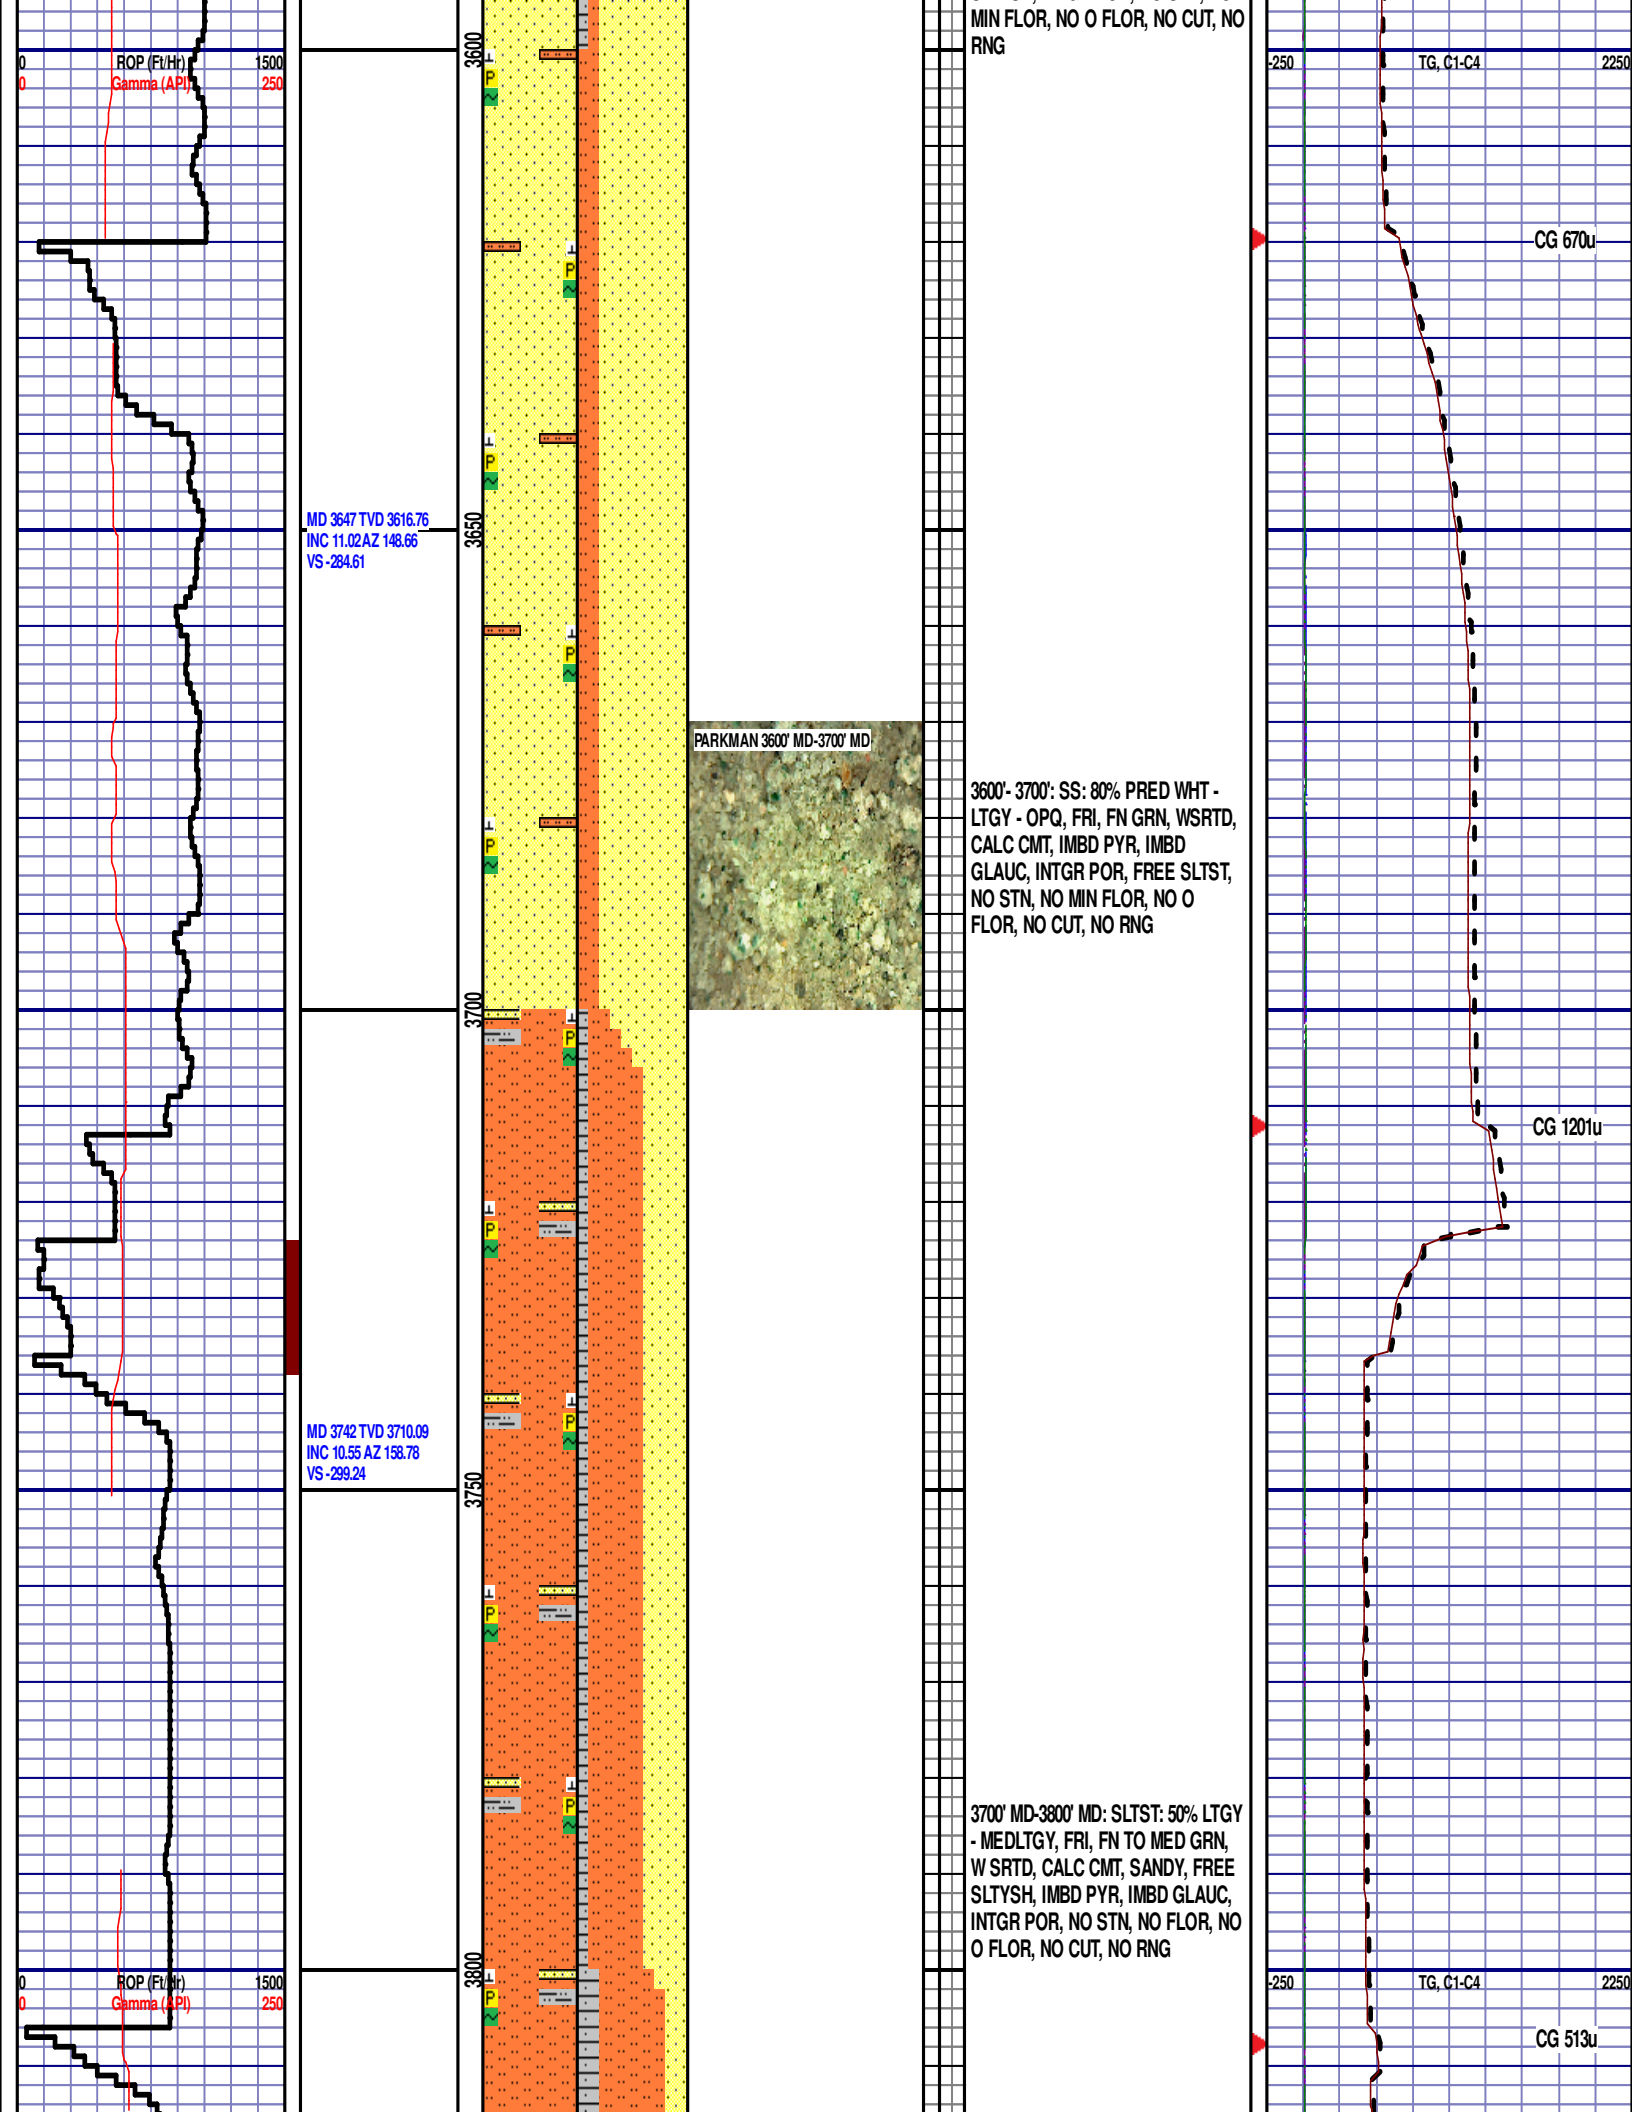 MIN FLOR, NO O FLOR, NO CUT, NO
RNG
3600
0 ROP (Ft/Hr) 1500
0 Gamma (API) 250
-250 TG, C1-C4 2250
CG 670u
MD 3647 TVD 3616.76
INC 11.02 AZ 148.66
VS -284.61
3650
P
P
P
P
P
PARKMAN 3600' MD-3700' MD
3600'- 3700': SS: 80% PRED WHT -
LTGY - OPQ, FRI, FN GRN, WSRTD,
CALC CMT, IMBD PYR, IMBD
GLAUC, INTGR POR, FREE SLTST,
NO STN, NO MIN FLOR, NO O
FLOR, NO CUT, NO RNG
3700
P
CG 1201u
P
P
MD 3742 TVD 3710.09
INC 10.55 AZ 158.78
VS -299.24
3750
P
P
3700' MD-3800' MD: SLTST: 50% LTGY
- MEDLTGY, FRI, FN TO MED GRN,
W SRTD, CALC CMT, SANDY, FREE
SLTYSH, IMBD PYR, IMBD GLAUC,
INTGR POR, NO STN, NO FLOR, NO
O FLOR, NO CUT, NO RNG
3800
0 ROP (Ft/Hr) 1500
0 Gamma (API) 250
P
-250 TG, C1-C4 2250
CG 513u